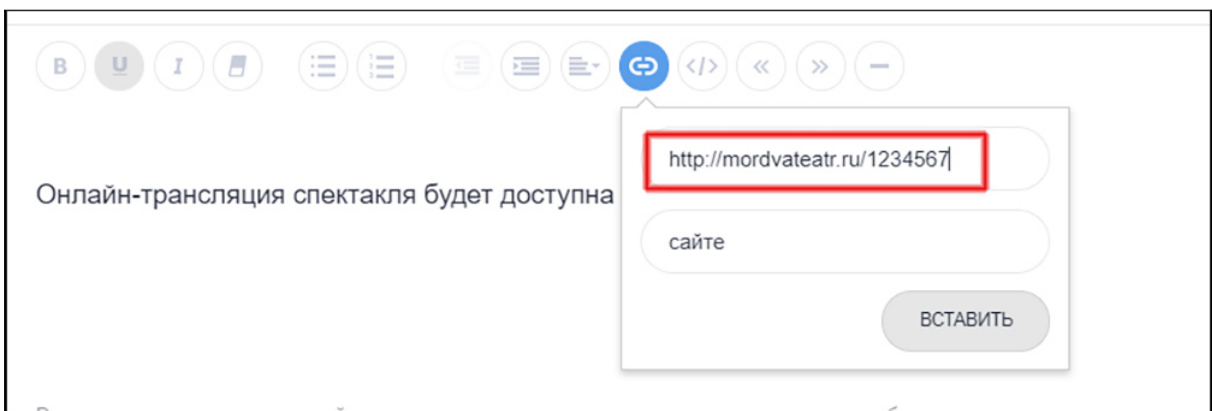 B U I
http://mordvateatr.ru/1234567
Онлайн-трансляция спектакля будет доступна
сайте
ВСТАВИТЬ